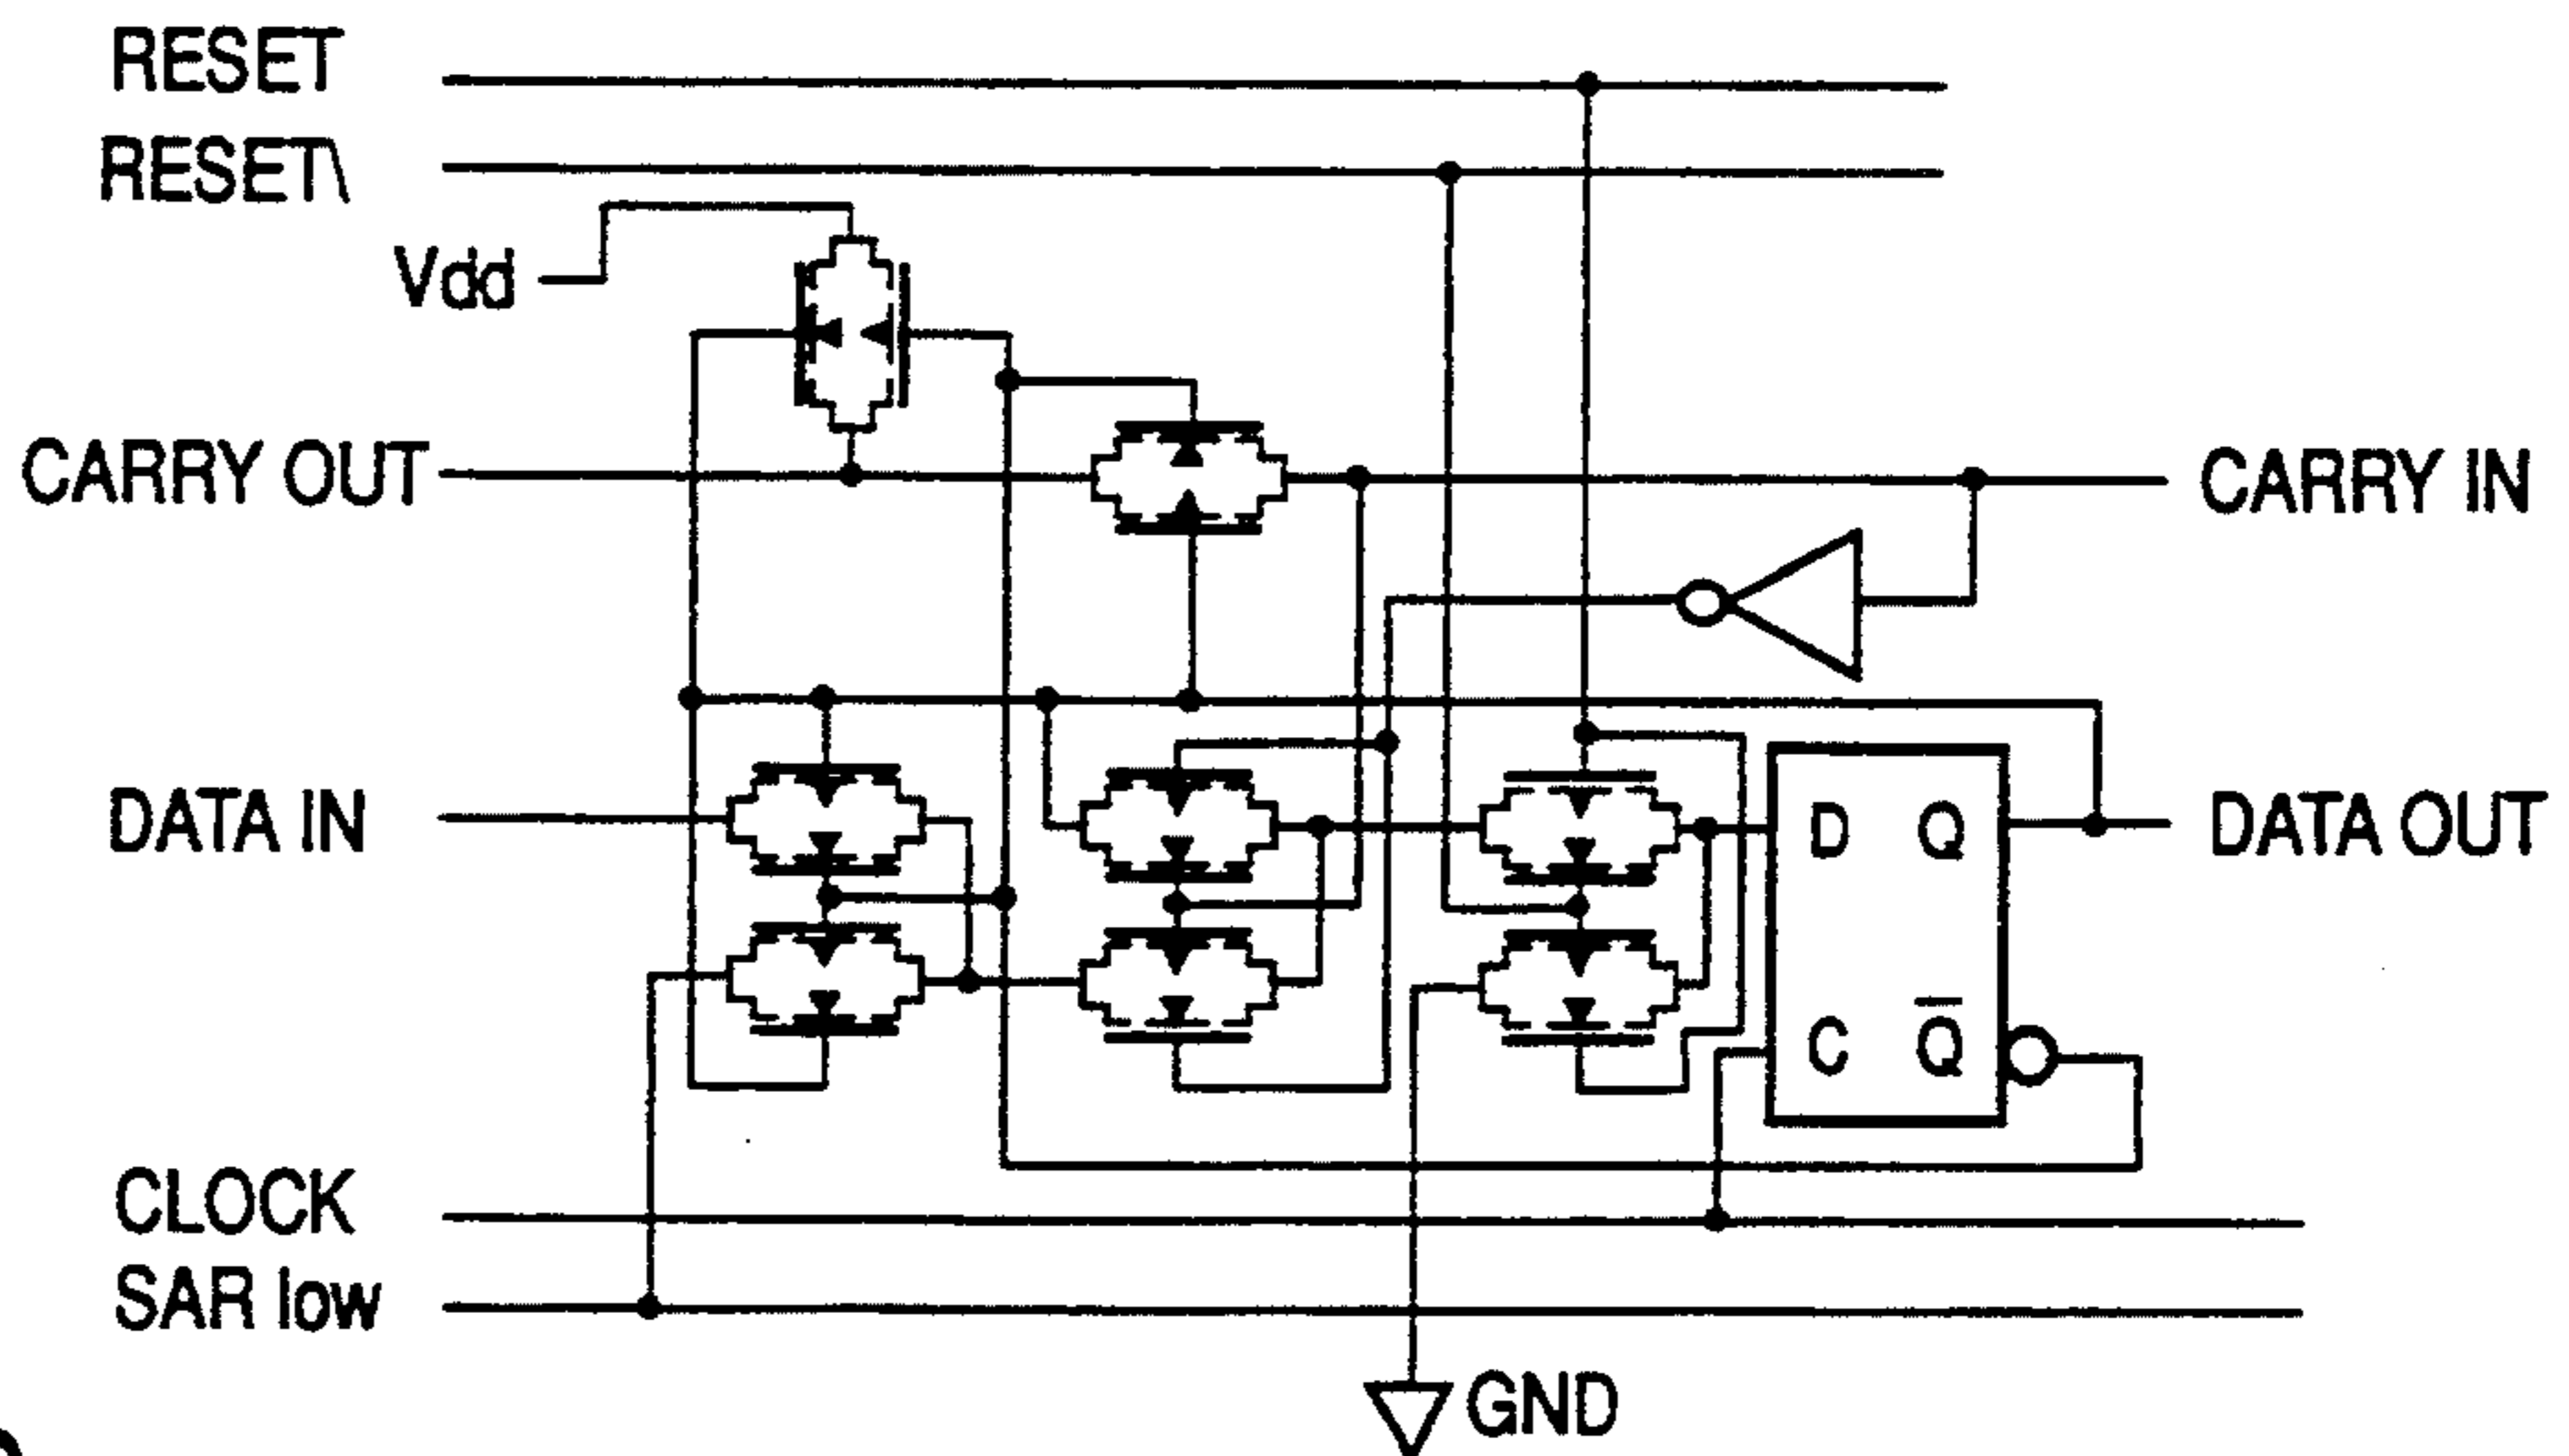 RESET
RESET\
Vdd
CARRY OUT
CARRY IN
DATA IN
D Q
DATA OUT
C Q̅
CLOCK
SAR low
GND